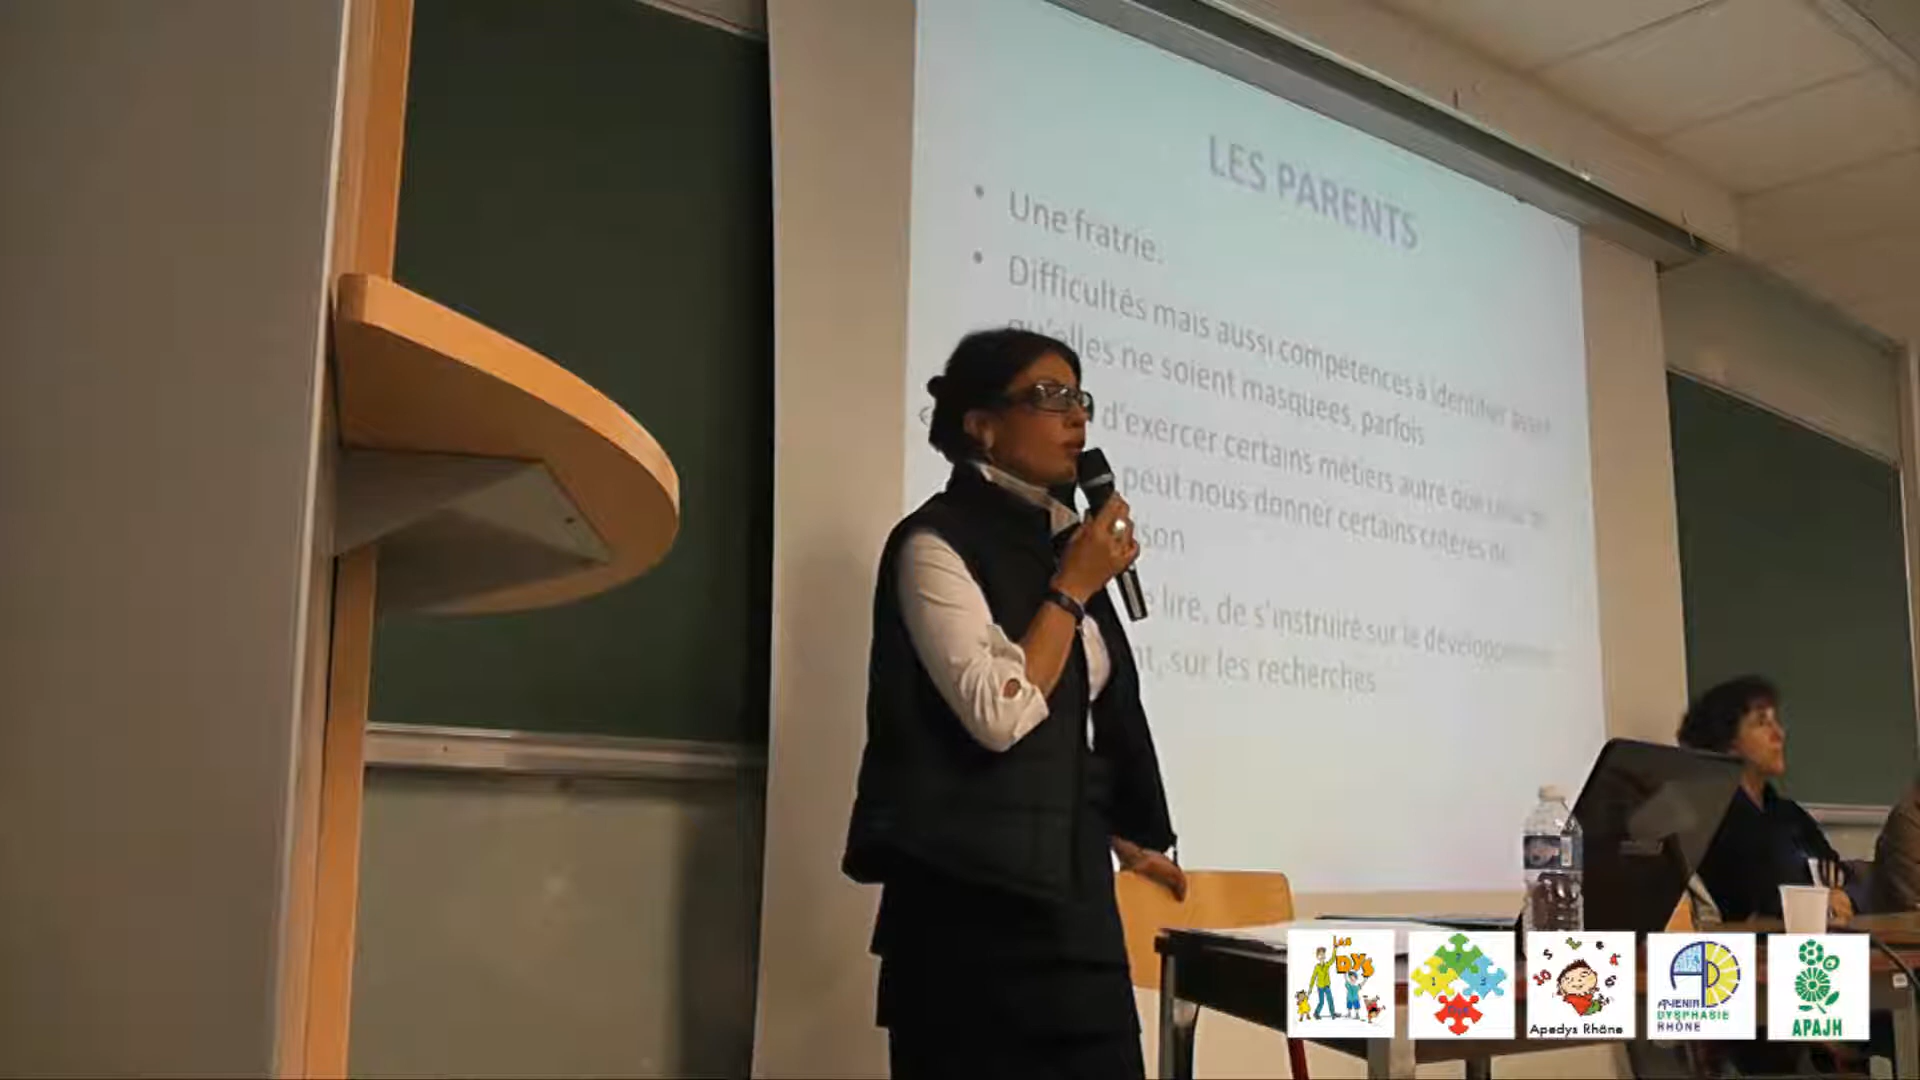 LES PARENTS
• Une fratrie.
• Difficultés mais aussi compétences à identifier avant
qu'elles ne soient masquées, parfois
d'exercer certains métiers autre que
peut nous donner certains critères de
son
lire, de s'instruire sur le
sur les recherches
Les DYS
Apedys Rhône
AVENIR
DYSPHASIE
RHÔNE
APAJH